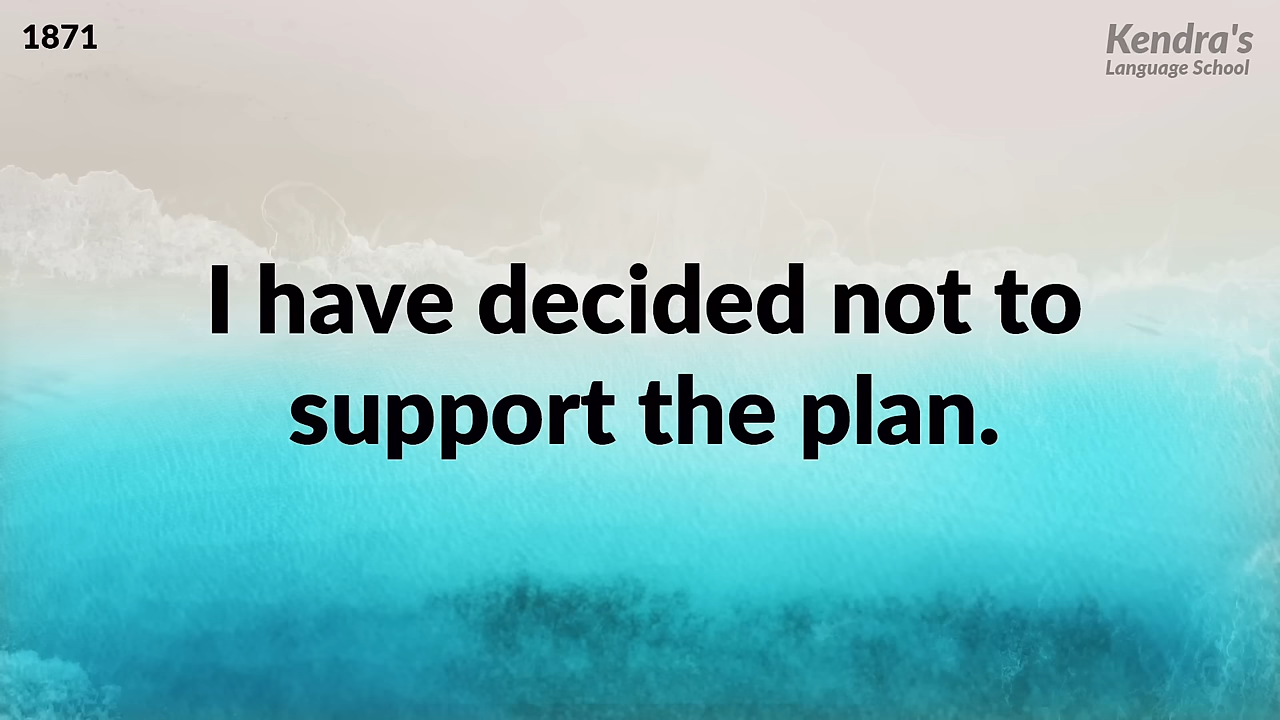 1871
Kendra's
Language School
I have decided not to
support the plan.